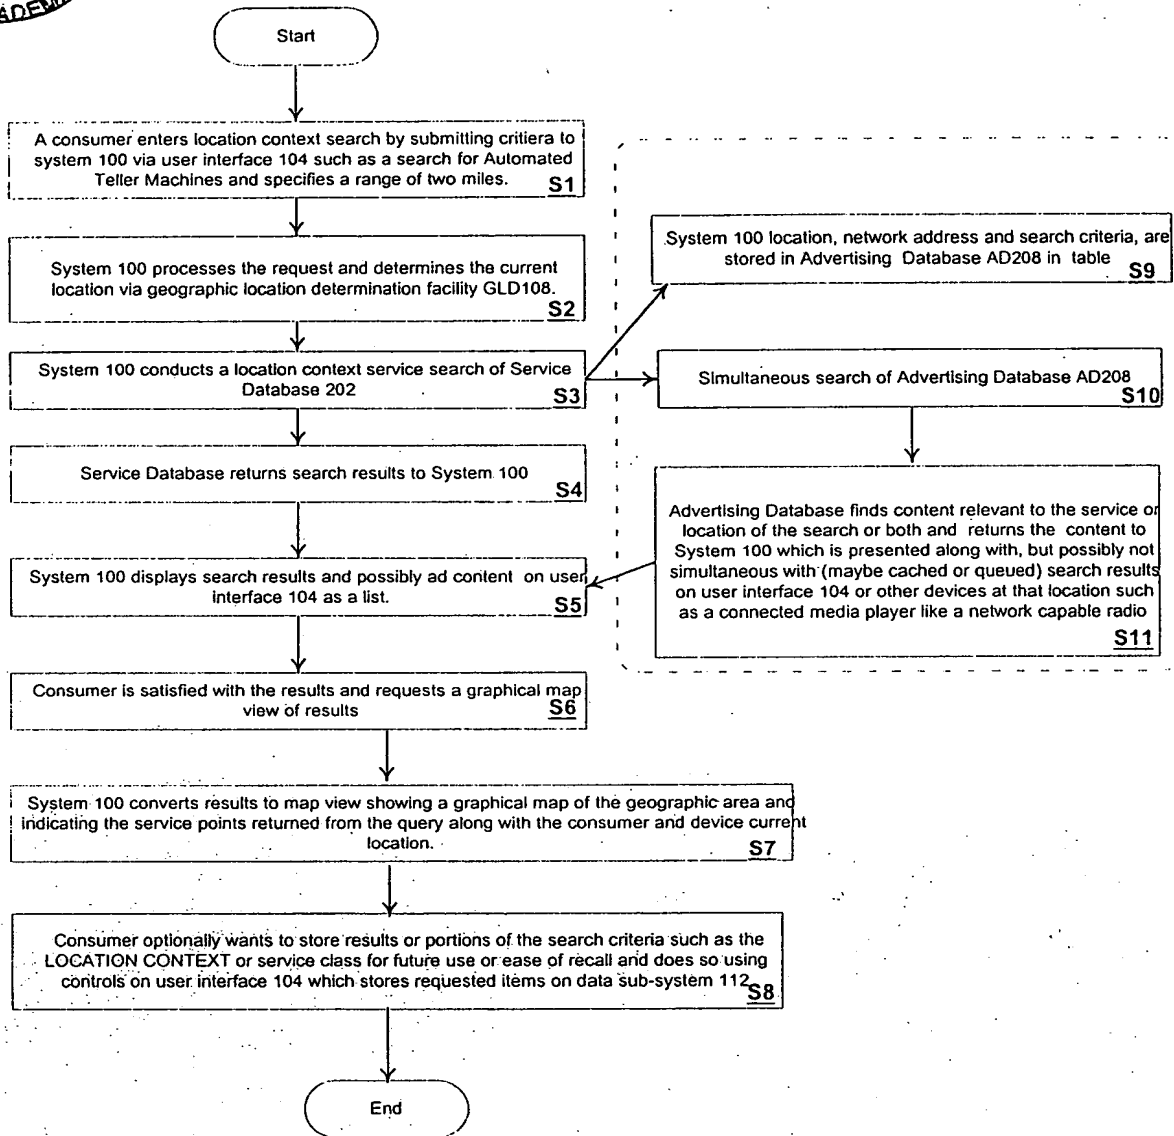 Start
A consumer enters location context search by submitting critiera to
system 100 via user interface 104 such as a search for Automated
Teller Machines and specifies a range of two miles.
S1
System 100 processes the request and determines the current
location via geographic location determination facility GLD108.
S2
System 100 conducts a location context service search of Service
Database 202
S3
Service Database returns search results to System 100
S4
System 100 displays search results and possibly ad content on user
interface 104 as a list.
S5
Consumer is satisfied with the results and requests a graphical map
view of results
S6
System 100 converts results to map view showing a graphical map of the geographic area and
indicating the service points returned from the query along with the consumer and device current
location.
S7
Consumer optionally wants to store results or portions of the search criteria such as the
LOCATION CONTEXT or service class for future use or ease of recall and does so using
controls on user interface 104 which stores requested items on data sub-system 112
S8
End
System 100 location, network address and search criteria, are
stored in Advertising Database AD208 in table
S9
Simultaneous search of Advertising Database AD208
S10
Advertising Database finds content relevant to the service or
location of the search or both and returns the content to
System 100 which is presented along with, but possibly not
simultaneous with (maybe cached or queued) search results
on user interface 104 or other devices at that location such
as a connected media player like a network capable radio
S11